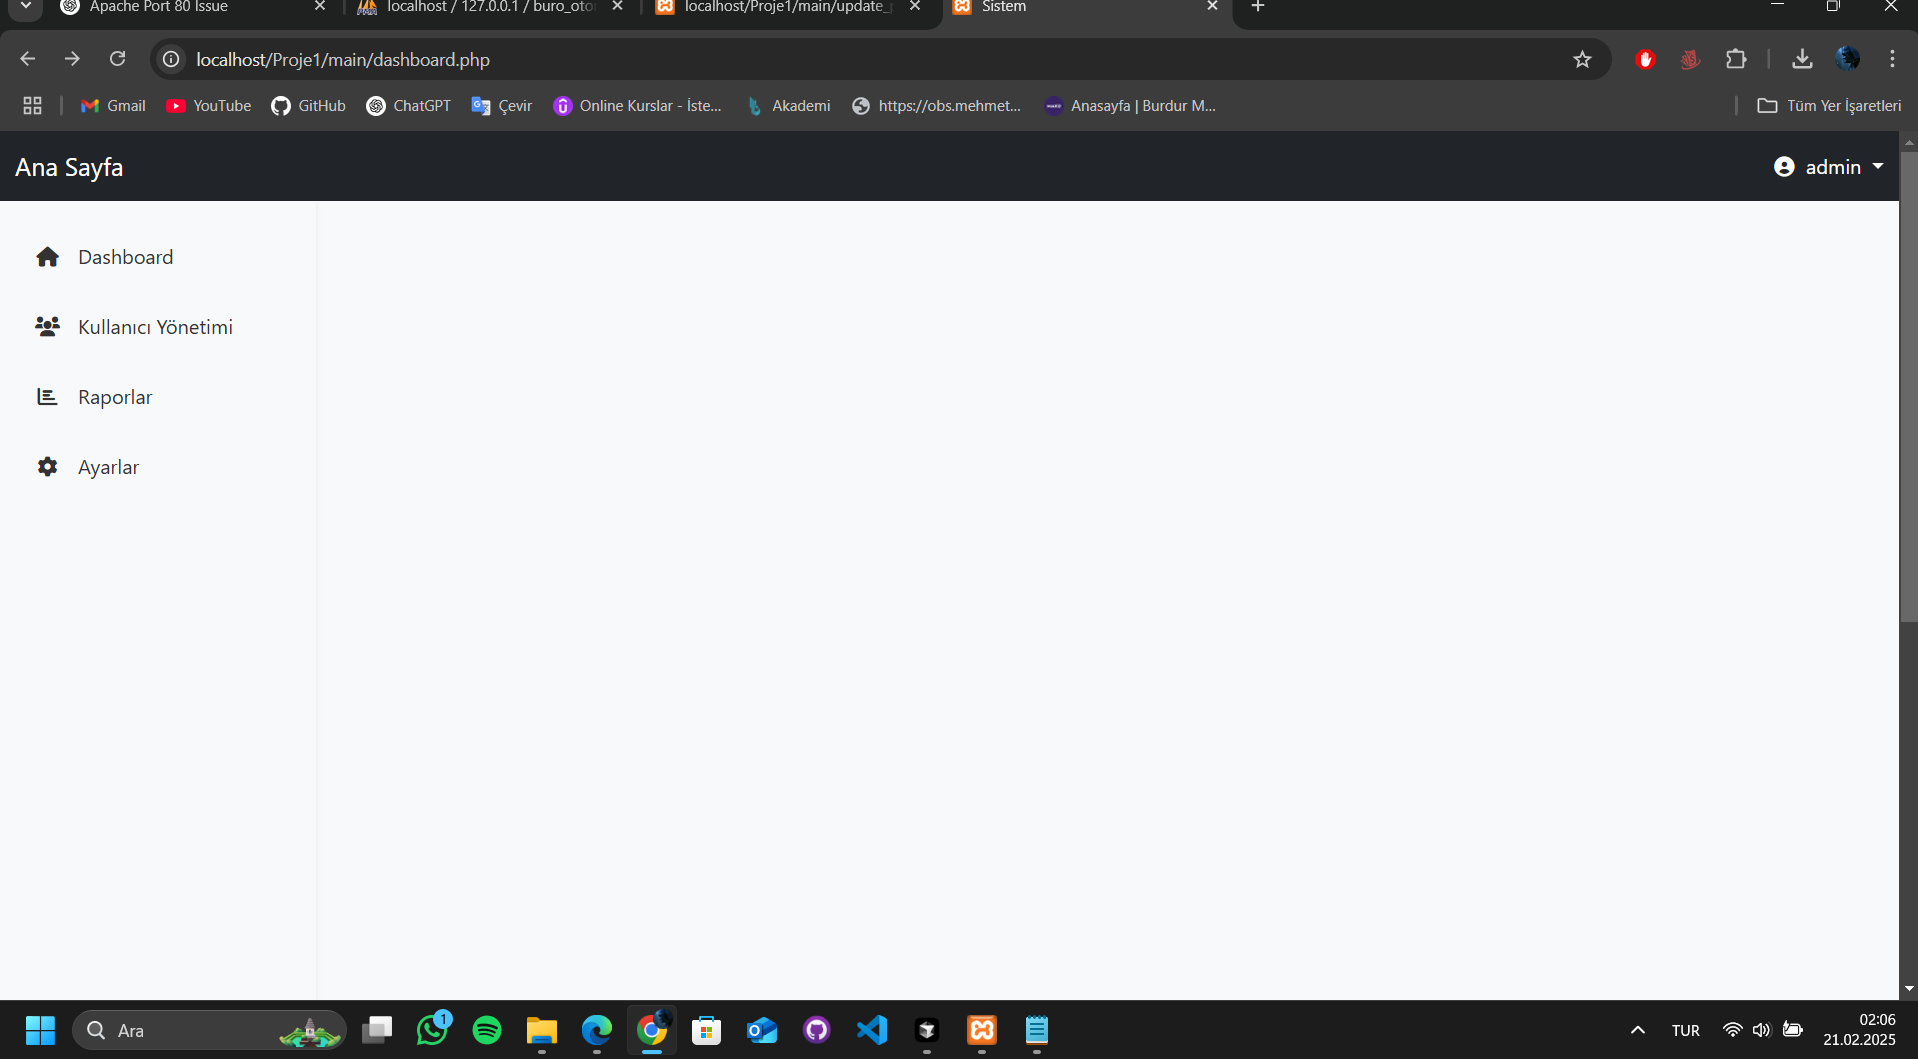 Apache Port 80 Issue
localhost / 127.0.0.1 / buro_oto
localhost/Proje1/main/update_
Sistem
localhost/Proje1/main/dashboard.php
Gmail
YouTube
GitHub
ChatGPT
Çevir
Online Kurslar - İste...
Akademi
https://obs.mehmet...
Anasayfa | Burdur M...
Tüm Yer İşaretleri
Ana Sayfa
admin
Dashboard
Kullanıcı Yönetimi
Raporlar
Ayarlar
Ara
1
TUR
02:06
21.02.2025